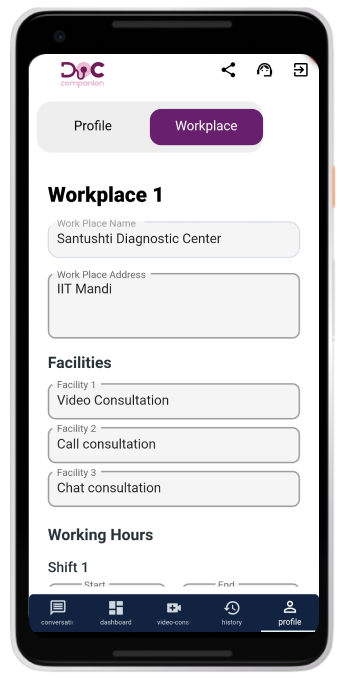 DOC
companion
Profile
Workplace
Workplace 1
Work Place Name
Santushti Diagnostic Center
Work Place Address
IIT Mandi
Facilities
Facility 1
Video Consultation
Facility 2
Call consultation
Facility 3
Chat consultation
Working Hours
Shift 1
Start
End
conversati
dashboard
video-cons
history
profile